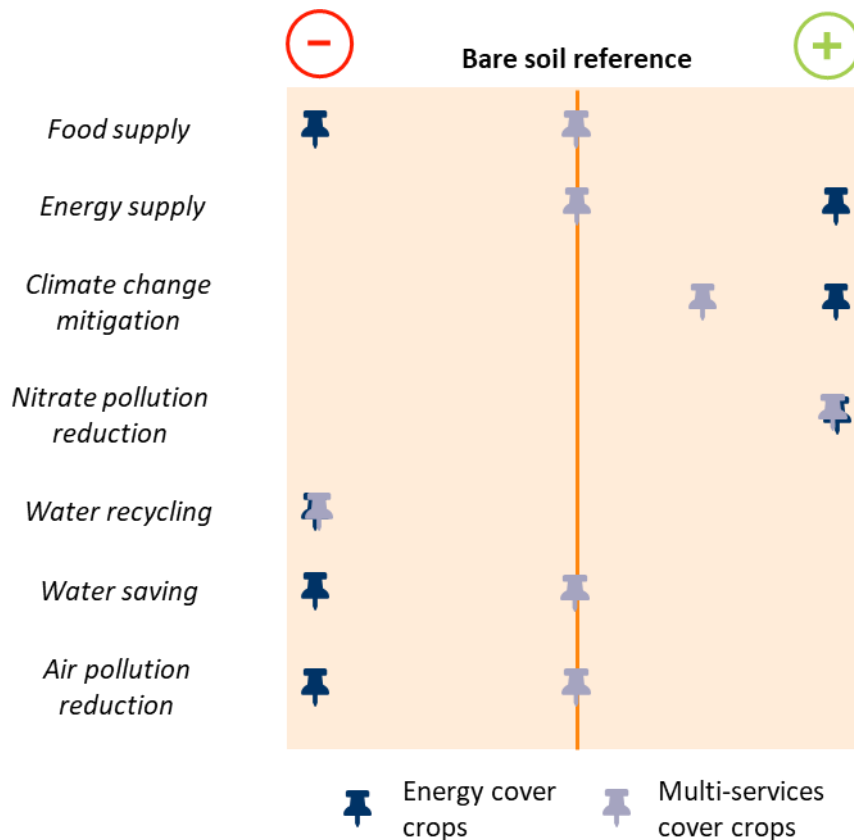 −
+
Bare soil reference
Food supply
Energy supply
Climate change
mitigation
Nitrate pollution
reduction
Water recycling
Water saving
Air pollution
reduction
Energy cover
crops
Multi-services
cover crops